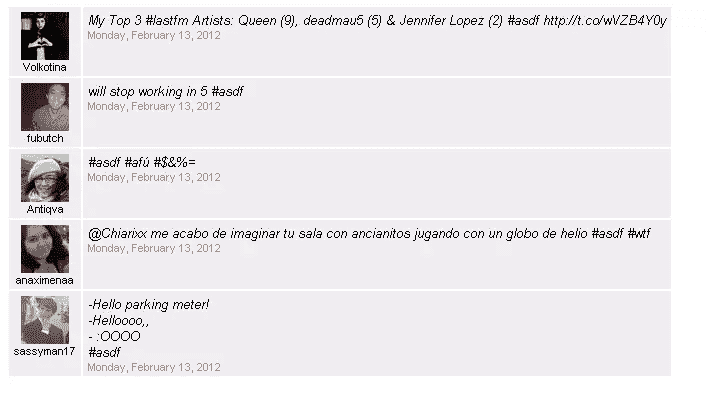 My Top 3 #lastfm Artists: Queen (9), deadmau5 (5) & Jennifer Lopez (2) #asdf http://t.co/wVZB4Y0y
Monday, February 13, 2012
Volkotina
will stop working in 5 #asdf
Monday, February 13, 2012
fubutch
#asdf #afú #$&%=
Monday, February 13, 2012
Antiqva
@Chiarixx me acabo de imaginar tu sala con ancianitos jugando con un globo de helio #asdf #wtf
Monday, February 13, 2012
anaximenaa
-Hello parking meter!
-Helloooo,,
- :OOOO
#asdf
Monday, February 13, 2012
sassyman17